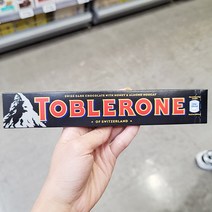 SWISS DARK CHOCOLATE WITH HONEY & ALMOND NOUGAT
TOBLERONE
OF SWITZERLAND